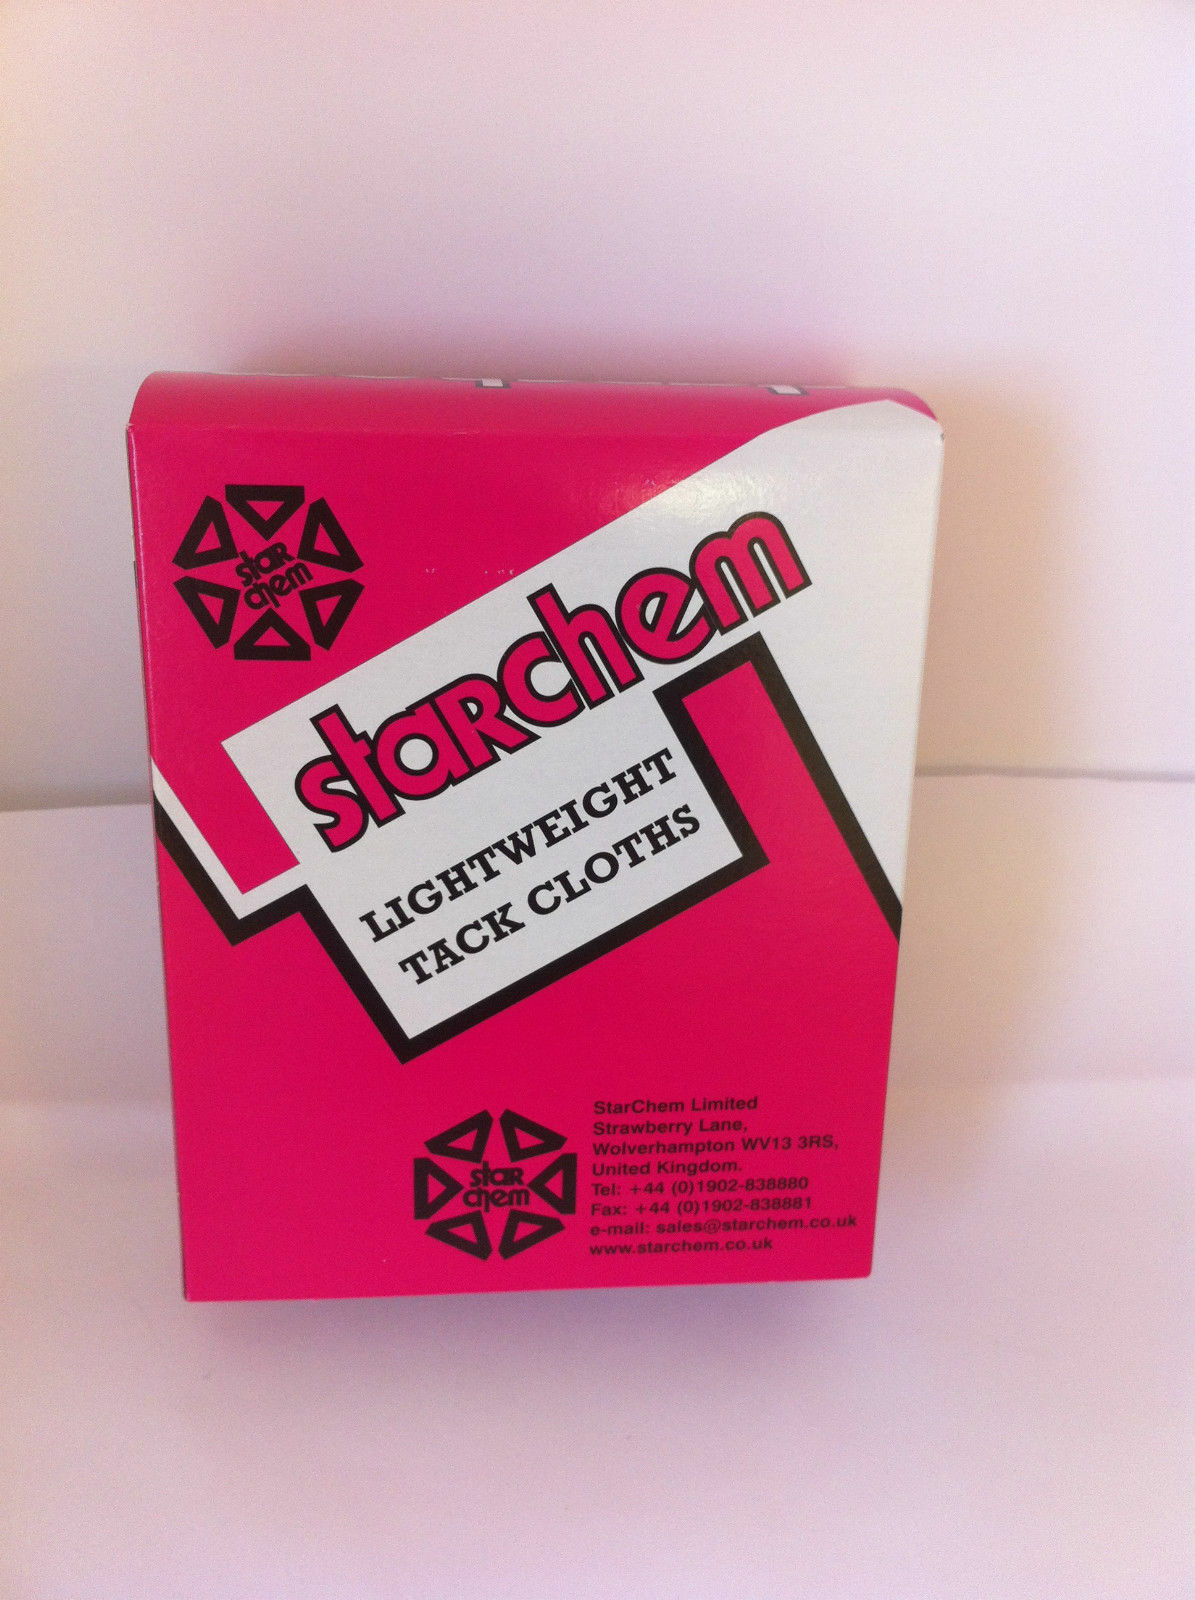 star
chem
starchem
LIGHTWEIGHT
TACK CLOTHS
star
chem
StarChem Limited
Strawberry Lane,
Wolverhampton WV13 3RS,
United Kingdom.
Tel: +44 (0)1902-838880
Fax: +44 (0)1902-838881
e-mail: sales@starchem.co.uk
www.starchem.co.uk